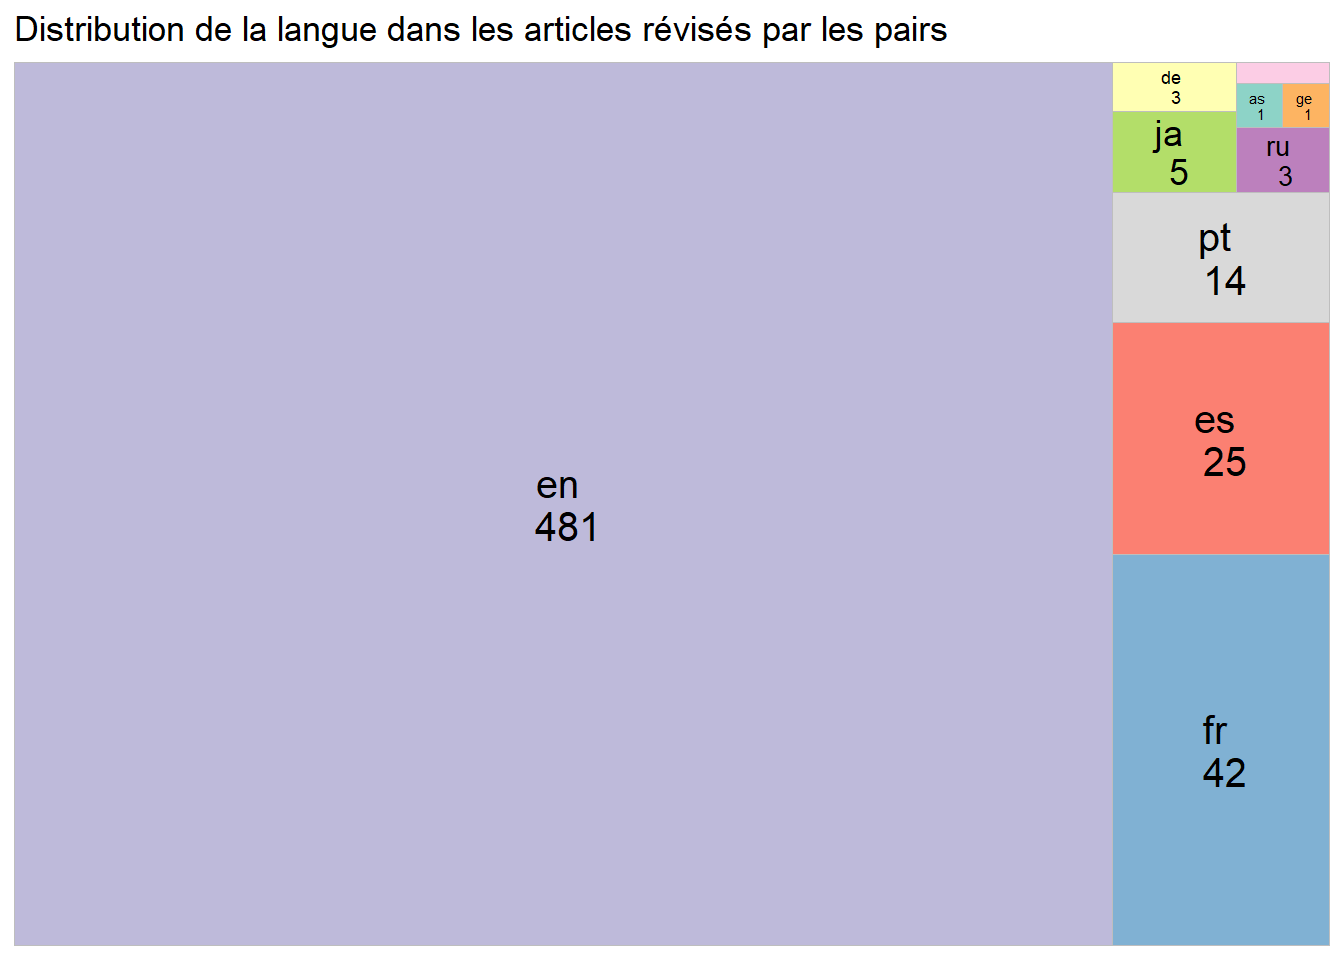 Distribution de la langue dans les articles révisés par les pairs
en
481
de
3
ja
5
as
1
ge
1
ru
3
pt
14
es
25
fr
42